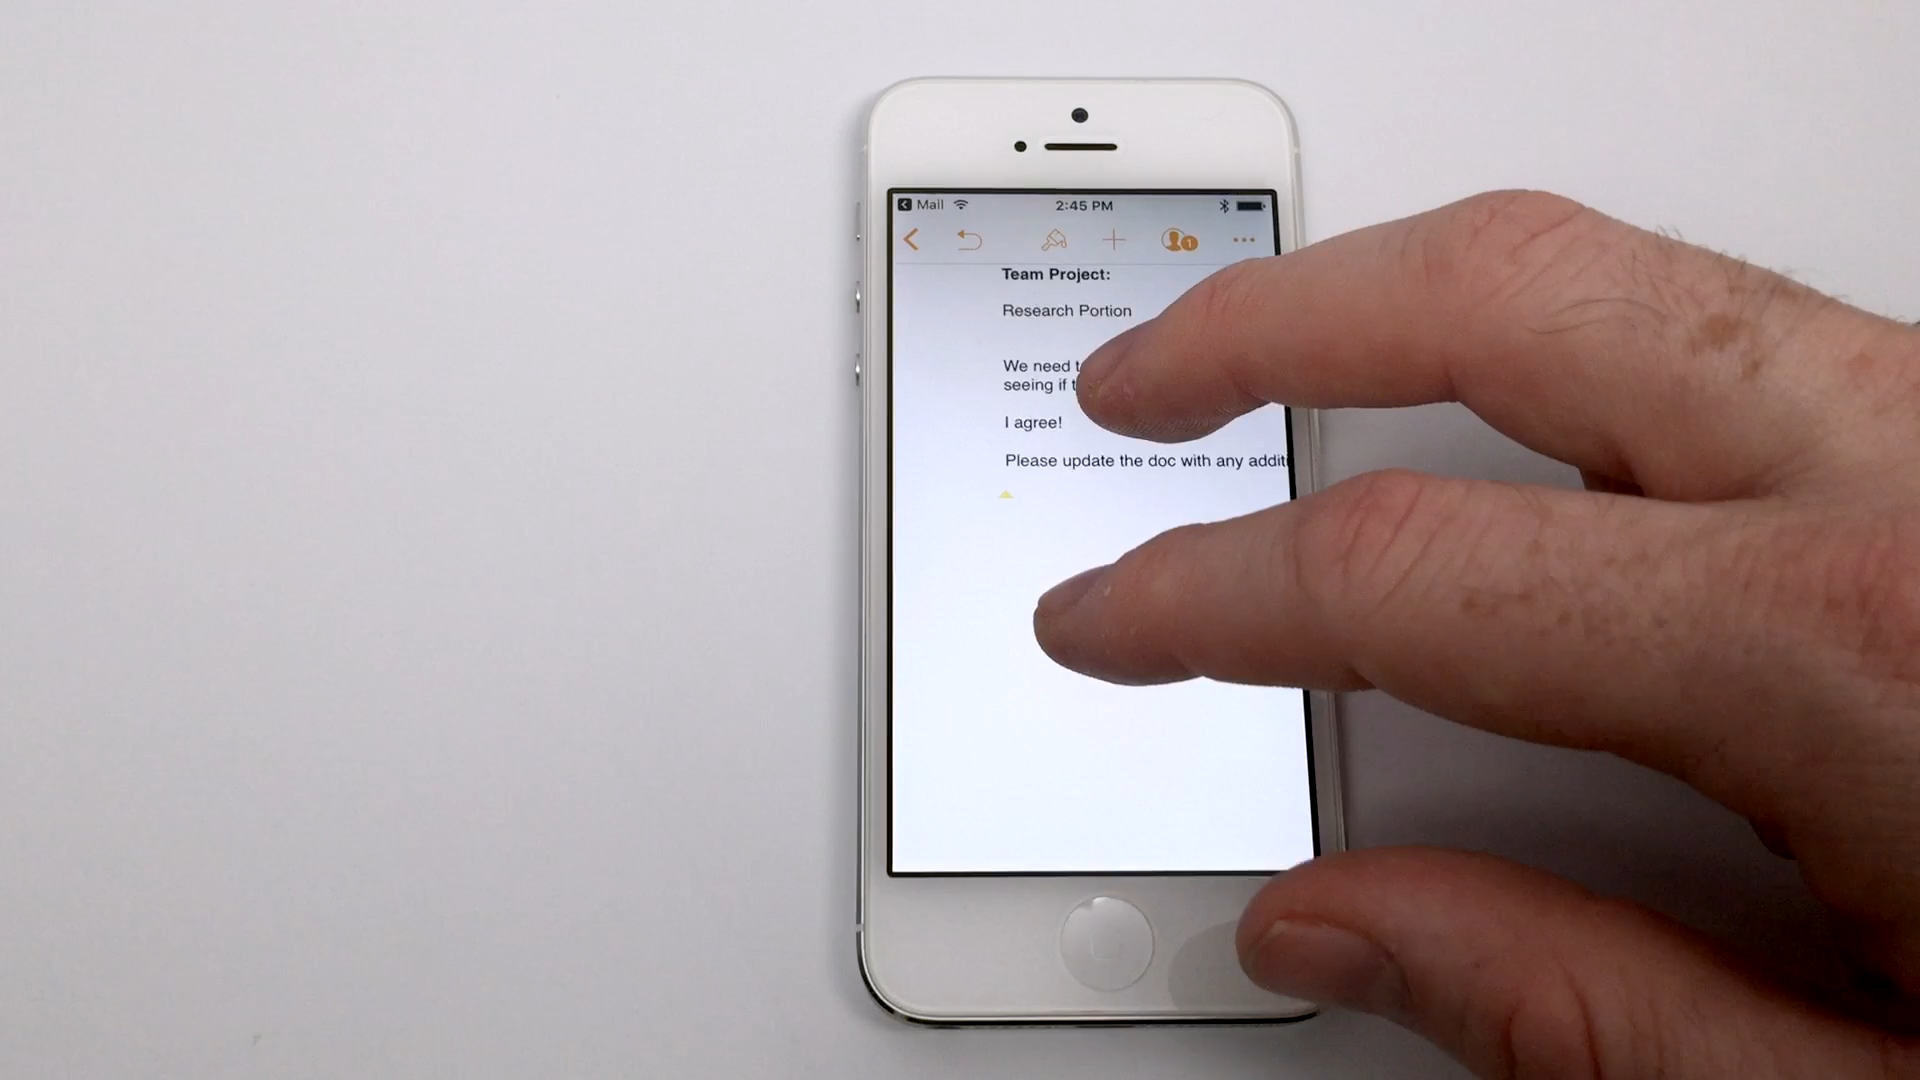 Mail 2:45 PM
1
Team Project:
Research Portion
We need
seeing if
I agree!
Please update the doc with any